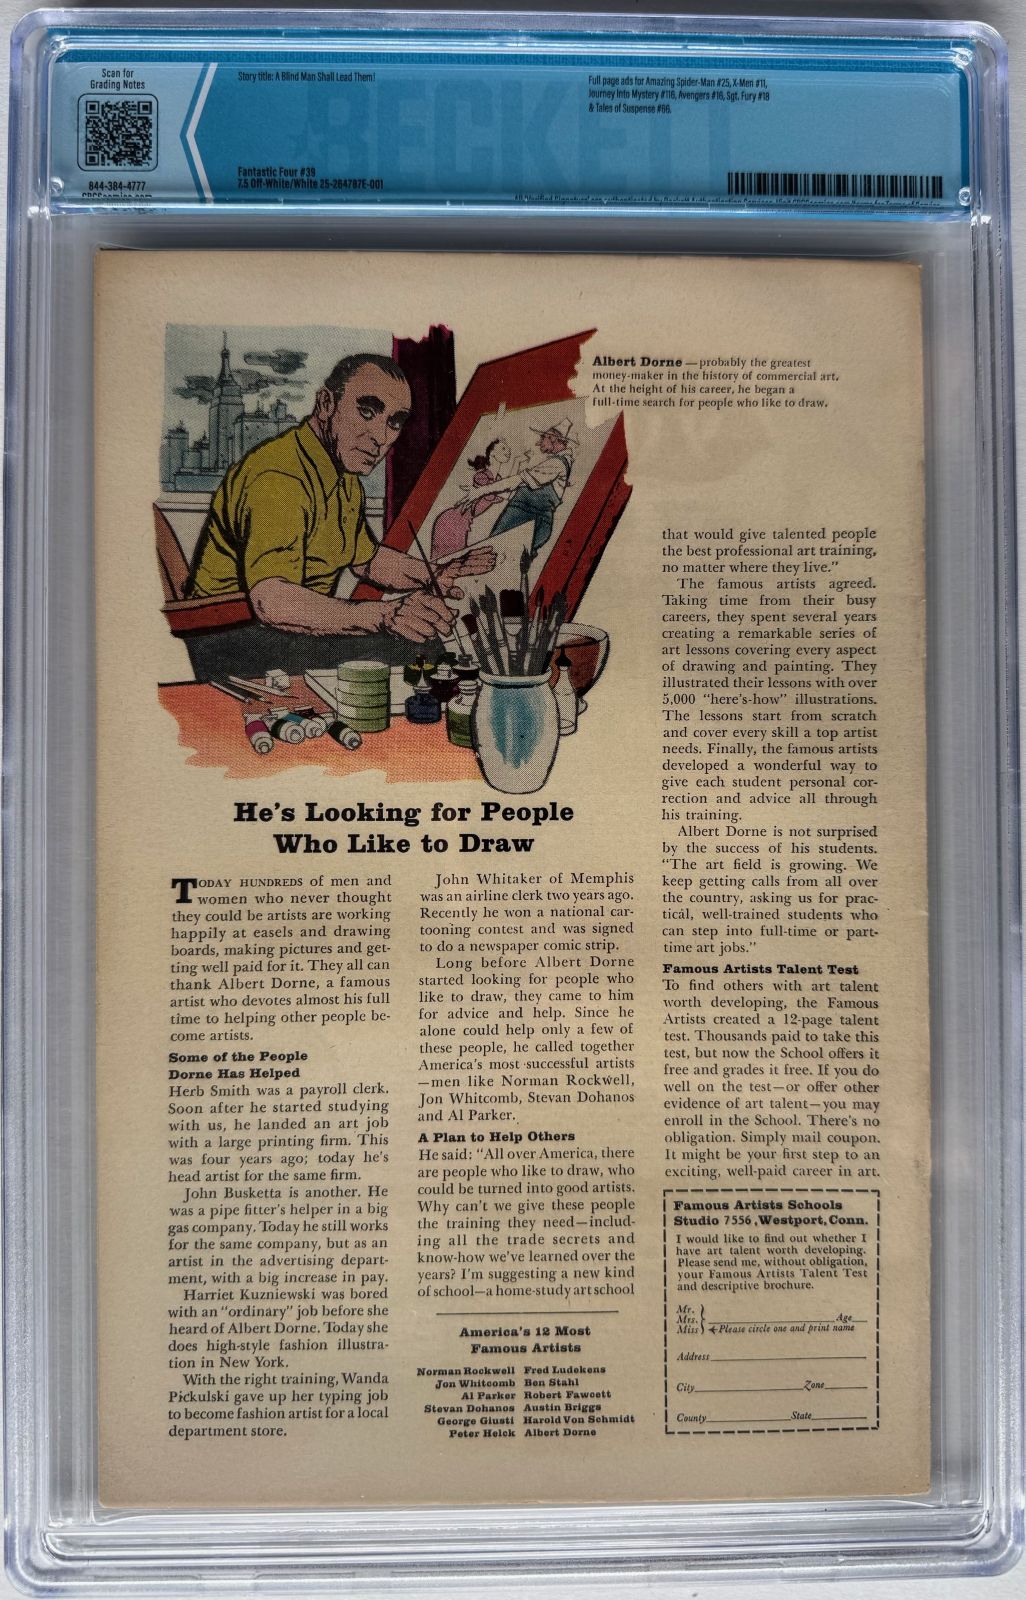 Scan for
Grading Notes
844-384-4777
Story title: A Blind Man Shall Lead Them!
Fantastic Four #39
7.5 Off-White/White 25-264787E-001
Full page ads for Amazing Spider-Man #25, X-Men #11,
Journey Into Mystery #116, Avengers #16, Sgt. Fury #18
& Tales of Suspense #66.
Albert Dorne — probably the greatest
money-maker in the history of commercial art.
At the height of his career, he began a
full-time search for people who like to draw.
He's Looking for People
Who Like to Draw
TODAY HUNDREDS of men and
women who never thought
they could be artists are working
happily at easels and drawing
boards, making pictures and get-
ting well paid for it. They all can
thank Albert Dorne, a famous
artist who devotes almost his full
time to helping other people be-
come artists.
Some of the People
Dorne Has Helped
Herb Smith was a payroll clerk.
Soon after he started studying
with us, he landed an art job
with a large printing firm. This
was four years ago; today he's
head artist for the same firm.
John Busketta is another. He
was a pipe fitter's helper in a big
gas company. Today he still works
for the same company, but as an
artist in the advertising depart-
ment, with a big increase in pay.
Harriet Kuzniewski was bored
with an "ordinary" job before she
heard of Albert Dorne. Today she
does high-style fashion illustra-
tion in New York.
With the right training, Wanda
Pickulski gave up her typing job
to become fashion artist for a local
department store.
John Whitaker of Memphis
was an airline clerk two years ago.
Recently he won a national car-
tooning contest and was signed
to do a newspaper comic strip.
Long before Albert Dorne
started looking for people who
like to draw, they came to him
for advice and help. Since he
alone could help only a few of
these people, he called together
America's most successful artists
—men like Norman Rockwell,
Jon Whitcomb, Stevan Dohanos
and Al Parker.
A Plan to Help Others
He said: "All over America, there
are people who like to draw, who
could be turned into good artists.
Why can't we give these people
the training they need—includ-
ing all the trade secrets and
know-how we've learned over the
years? I'm suggesting a new kind
of school—a home-study art school
America's 12 Most
Famous Artists
Norman Rockwell Fred Ludekens
Jon Whitcomb Ben Stahl
Al Parker Robert Fawcett
Stevan Dohanos Austin Briggs
George Giusti Harold Von Schmidt
Peter Helck Albert Dorne
that would give talented people
the best professional art training,
no matter where they live."
The famous artists agreed.
Taking time from their busy
careers, they spent several years
creating a remarkable series of
art lessons covering every aspect
of drawing and painting. They
illustrated their lessons with over
5,000 "here's-how" illustrations.
The lessons start from scratch
and cover every skill a top artist
needs. Finally, the famous artists
developed a wonderful way to
give each student personal cor-
rection and advice all through
his training.
Albert Dorne is not surprised
by the success of his students.
"The art field is growing. We
keep getting calls from all over
the country, asking us for prac-
tical, well-trained students who
can step into full-time or part-
time art jobs."
Famous Artists Talent Test
To find others with art talent
worth developing, the Famous
Artists created a 12-page talent
test. Thousands paid to take this
test, but now the School offers it
free and grades it free. If you do
well on the test—or offer other
evidence of art talent—you may
enroll in the School. There's no
obligation. Simply mail coupon.
It might be your first step to an
exciting, well-paid career in art.
Famous Artists Schools
Studio 7556, Westport, Conn.
I would like to find out whether I
have art talent worth developing.
Please send me, without obligation,
your Famous Artists Talent Test
and descriptive brochure.
Mr.
Mrs. Age
Miss Please circle one and print name
Address
City Zone
County State